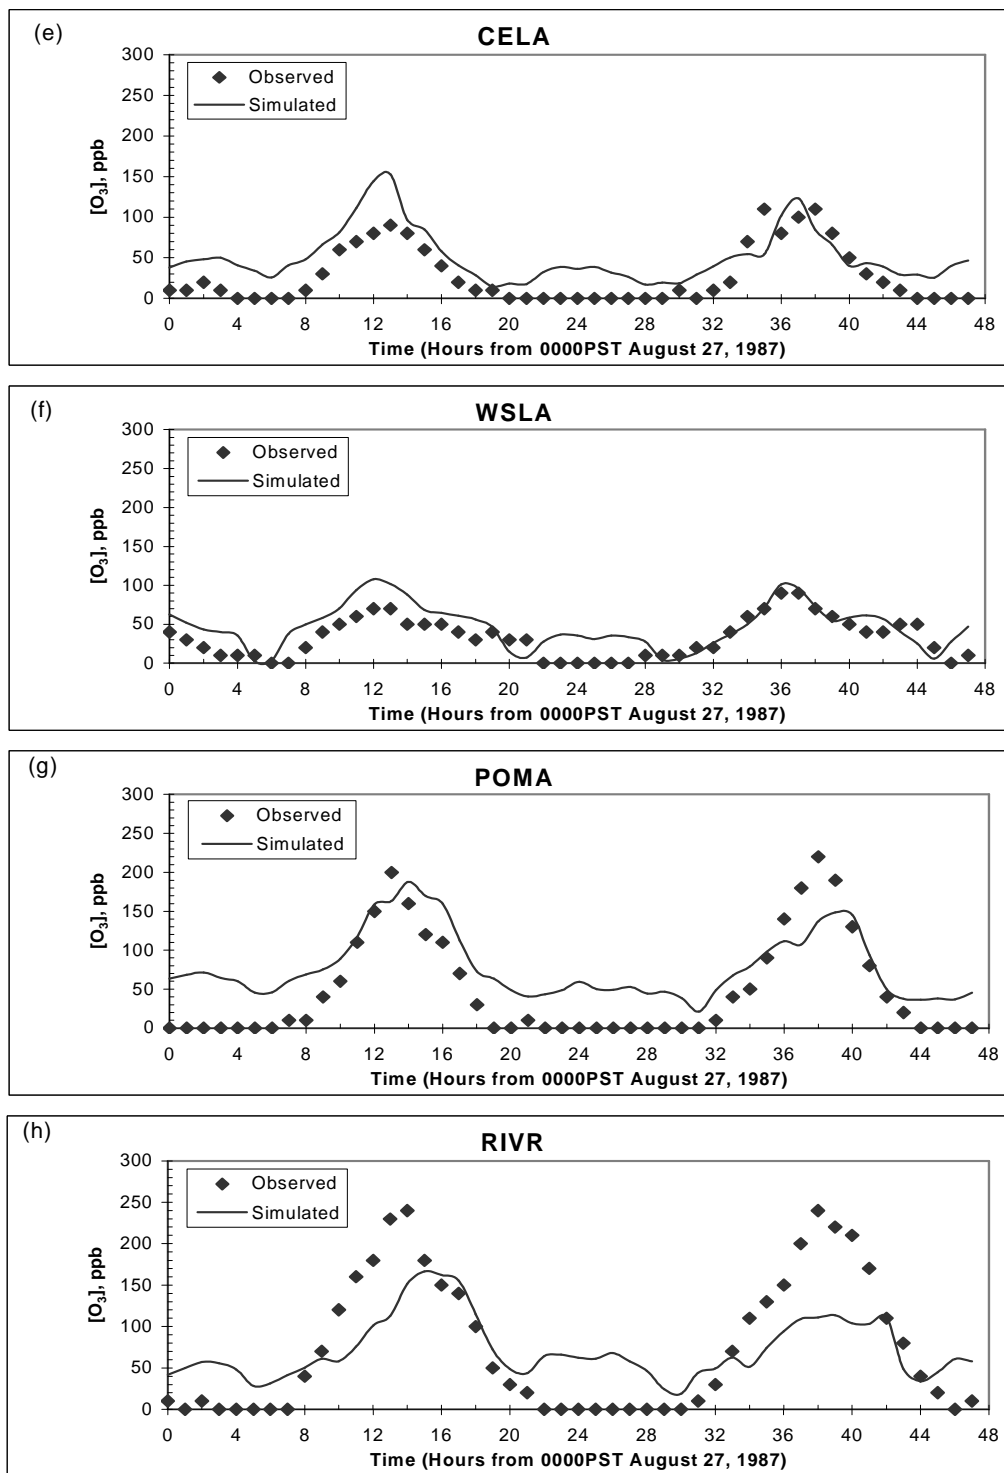 (e)
CELA
300
250
200
150
100
50
0
[O₃], ppb
Observed
Simulated
0 4 8 12 16 20 24 28 32 36 40 44 48
Time (Hours from 0000PST August 27, 1987)
(f)
WSLA
300
250
200
150
100
50
0
[O₃], ppb
Observed
Simulated
0 4 8 12 16 20 24 28 32 36 40 44 48
Time (Hours from 0000PST August 27, 1987)
(g)
POMA
300
250
200
150
100
50
0
[O₃], ppb
Observed
Simulated
0 4 8 12 16 20 24 28 32 36 40 44 48
Time (Hours from 0000PST August 27, 1987)
(h)
RIVR
300
250
200
150
100
50
0
[O₃], ppb
Observed
Simulated
0 4 8 12 16 20 24 28 32 36 40 44 48
Time (Hours from 0000PST August 27, 1987)